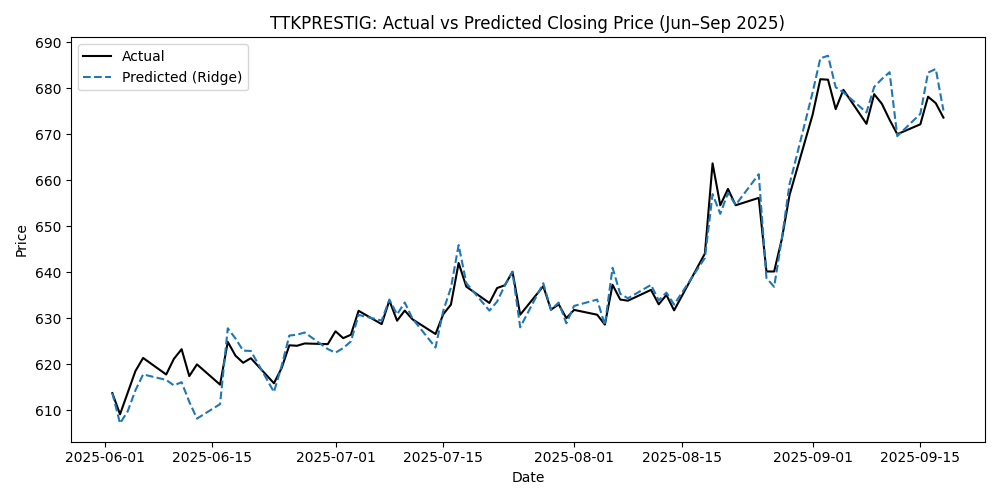 TTKPRESTIG: Actual vs Predicted Closing Price (Jun–Sep 2025)
Actual
Predicted (Ridge)
690
680
670
660
650
640
630
620
610
Price
2025-06-01 2025-06-15 2025-07-01 2025-07-15 2025-08-01 2025-08-15 2025-09-01 2025-09-15
Date